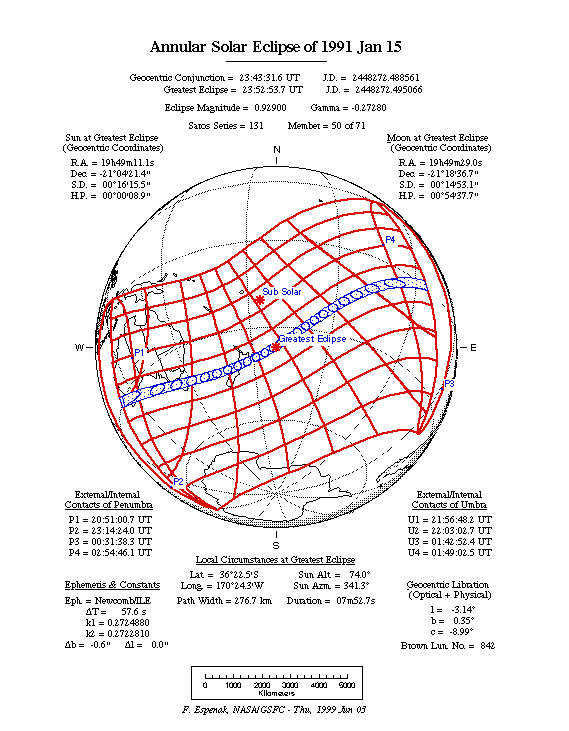 Annular Solar Eclipse of 1991 Jan 15
Geocentric Conjunction = 23:43:31.6 UT J.D. = 2448272.488561
Greatest Eclipse = 23:52:53.7 UT J.D. = 2448272.495066
Eclipse Magnitude = 0.92900 Gamma = -0.27280
Saros Series = 131 Member = 50 of 71
Sun at Greatest Eclipse
(Geocentric Coordinates)
R.A. = 19h49m11.1s
Dec. = -21°04'21.4"
S.D. = 00°16'15.5"
H.P. = 00°00'08.9"
Moon at Greatest Eclipse
(Geocentric Coordinates)
R.A. = 19h49m29.0s
Dec. = -21°18'36.7"
S.D. = 00°14'53.1"
H.P. = 00°54'37.7"
N
P4
Sub Solar
Greatest Eclipse
W
E
P1
P3
P2
S
External/Internal
Contacts of Penumbra
P1 = 20:51:00.7 UT
P2 = 23:14:24.0 UT
P3 = 00:31:38.3 UT
P4 = 02:54:46.1 UT
External/Internal
Contacts of Umbra
U1 = 21:56:48.2 UT
U2 = 22:03:02.7 UT
U3 = 01:42:52.4 UT
U4 = 01:49:02.5 UT
Local Circumstances at Greatest Eclipse
Lat. = 36°22.5'S Sun Alt. = 74.0°
Long. = 170°24.3'W Sun Azm. = 341.3°
Path Width = 276.7 km Duration = 07m52.7s
Ephemeris & Constants
Eph. = Newcomb/ILE
ΔT = 57.6 s
k1 = 0.2724880
k2 = 0.2722810
Δb = -0.6" Δl = 0.0"
Geocentric Libration
(Optical + Physical)
l = -3.14°
b = 0.35°
c = -8.99°
Brown Lun. No. = 842
0 1000 2000 3000 4000 5000
Kilometers
F. Espenak, NASA/GSFC - Thu, 1999 Jun 03